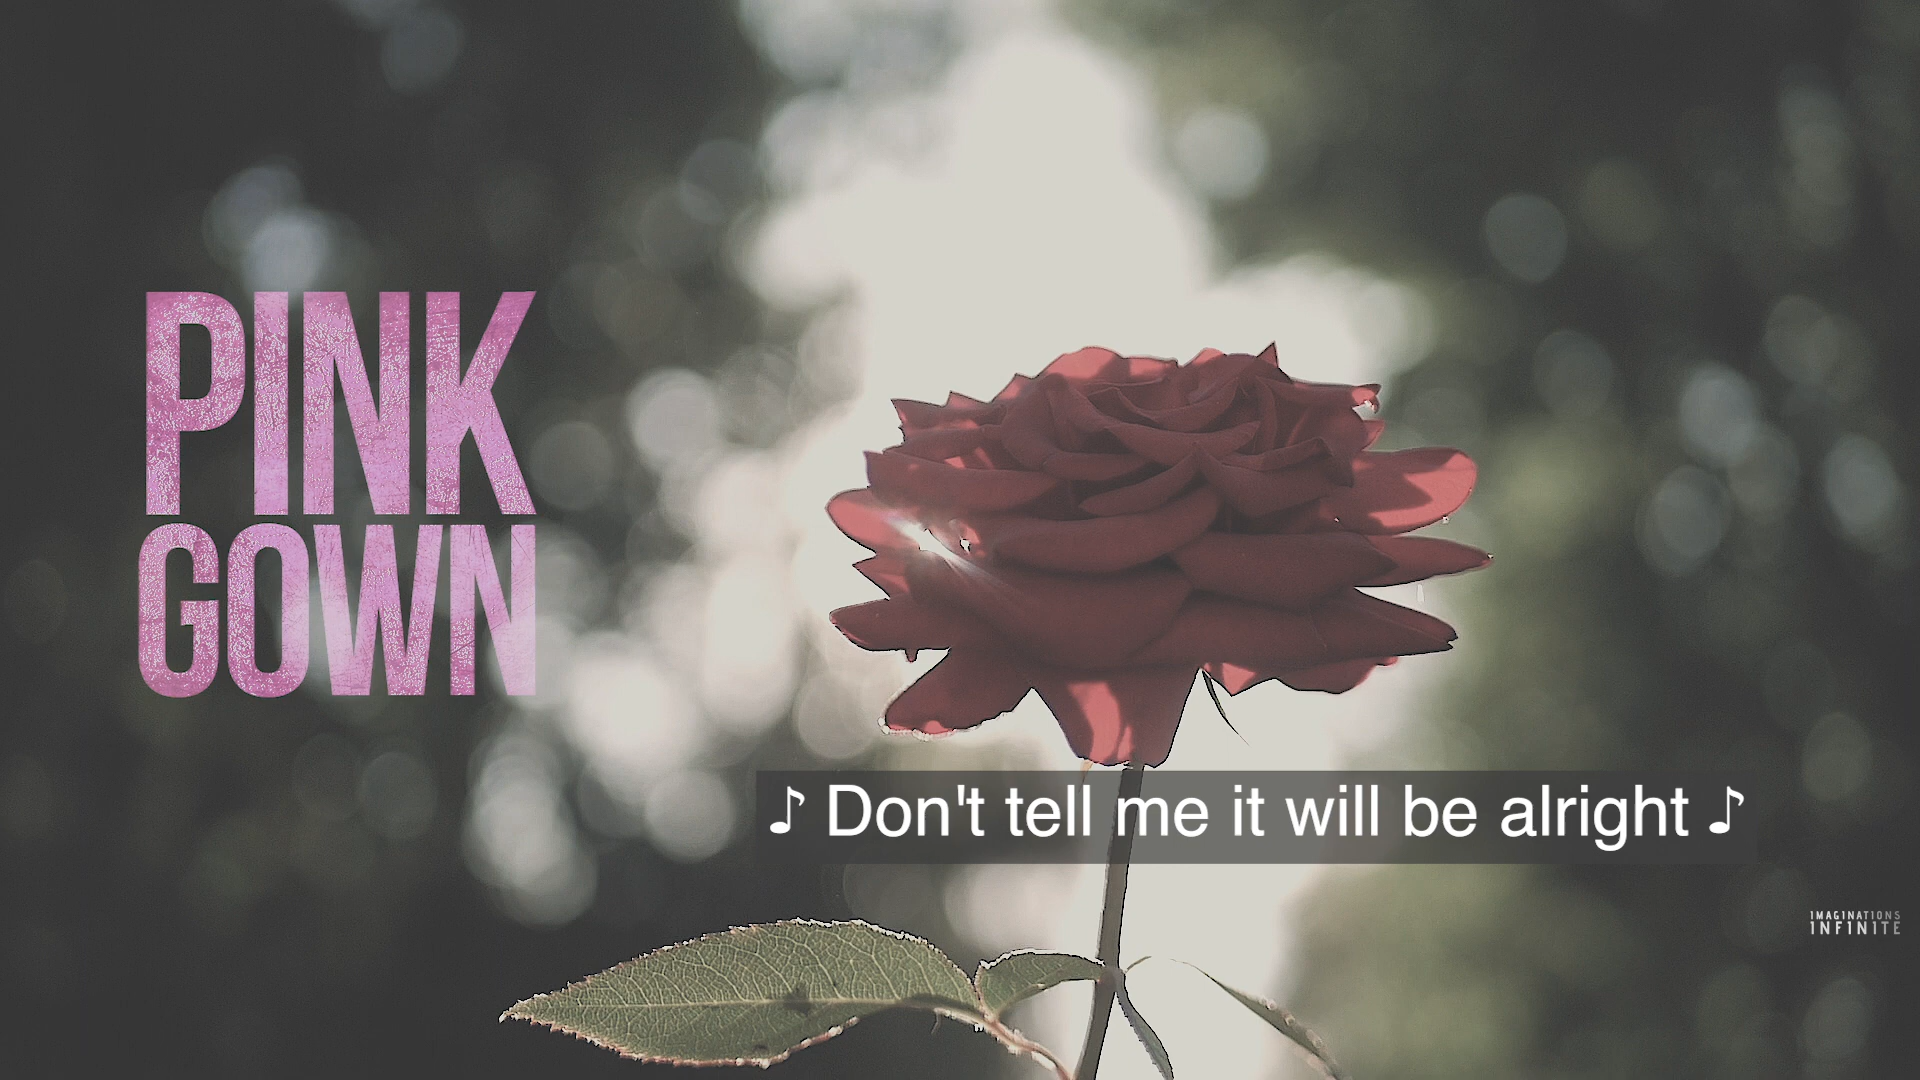 PINK
GOWN
♪ Don't tell me it will be alright ♪
IMAGINATIONS
INFINITE